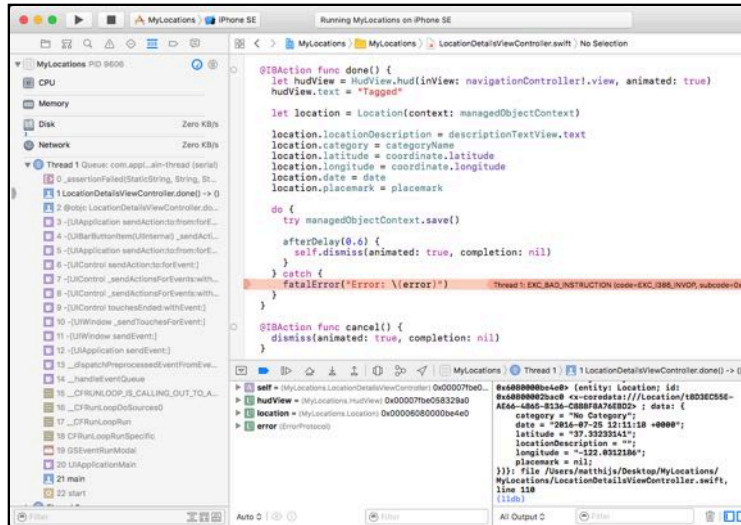 MyLocations
iPhone SE
Running MyLocations on iPhone SE
MyLocations
MyLocations
LocationDetailsViewController.swift
No Selection
MyLocations PID 9606
CPU
Memory
Disk
Zero KB/s
Network
Zero KB/s
Thread 1 Queue: com.appl...ain-thread (serial)
0 _assertionFailed(StaticString, String, St...
1 LocationDetailsViewController.done() -> ()
2 @objc LocationDetailsViewController.do...
3 -[UIApplication sendAction:to:from:forE...
4 -[UIBarButtonItem(UIInternal) _sendActi...
5 -[UIApplication sendAction:to:from:forE...
6 -[UIControl sendAction:to:forEvent:]
7 -[UIControl _sendActionsForEvents:with...
8 -[UIControl _sendActionsForEvents:with...
9 -[UIControl touchesEnded:withEvent:]
10 -[UIWindow _sendTouchesForEvent:]
11 -[UIWindow sendEvent:]
12 -[UIApplication sendEvent:]
13 __dispatchPreprocessedEventFromEve...
14 __handleEventQueue
15 __CFRUNLOOP_IS_CALLING_OUT_TO_A...
16 __CFRunLoopDoSources0
17 __CFRunLoopRun
18 CFRunLoopRunSpecific
19 GSEventRunModal
20 UIApplicationMain
21 main
22 start
Filter
@IBAction func done() {
let hudView = HudView.hud(inView: navigationController!.view, animated: true)
hudView.text = "Tagged"
let location = Location(context: managedObjectContext)
location.locationDescription = descriptionTextView.text
location.category = categoryName
location.latitude = coordinate.latitude
location.longitude = coordinate.longitude
location.date = date
location.placemark = placemark
do {
try managedObjectContext.save()
afterDelay(0.6) {
self.dismiss(animated: true, completion: nil)
}
} catch {
fatalError("Error: \(error)")
Thread 1: EXC_BAD_INSTRUCTION (code=EXC_I386_INVOP, subcode=0x
}
}
@IBAction func cancel() {
dismiss(animated: true, completion: nil)
}
MyLocations
Thread 1
1 LocationDetailsViewController.done() -> ()
self = (MyLocations.LocationDetailsViewController) 0x00007fbe0...
hudView = (MyLocations.HudView) 0x00007fbe058329a0
location = (MyLocations.Location) 0x00006080000be4e0
error (ErrorProtocol)
Auto
Filter
0x6080000be4e0> (entity: Location; id:
0x60800002bac0 <x-coredata:///Location/t8D3EC55E-
AE66-4865-B136-C888F8A76EBD2> ; data: {
category = "No Category";
date = "2016-07-25 12:11:18 +0000";
latitude = "37.33233141";
locationDescription = "";
longitude = "-122.0312186";
placemark = nil;
})}: file /Users/matthijs/Desktop/MyLocations/
MyLocations/LocationDetailsViewController.swift,
line 110
(lldb)
All Output
Filter